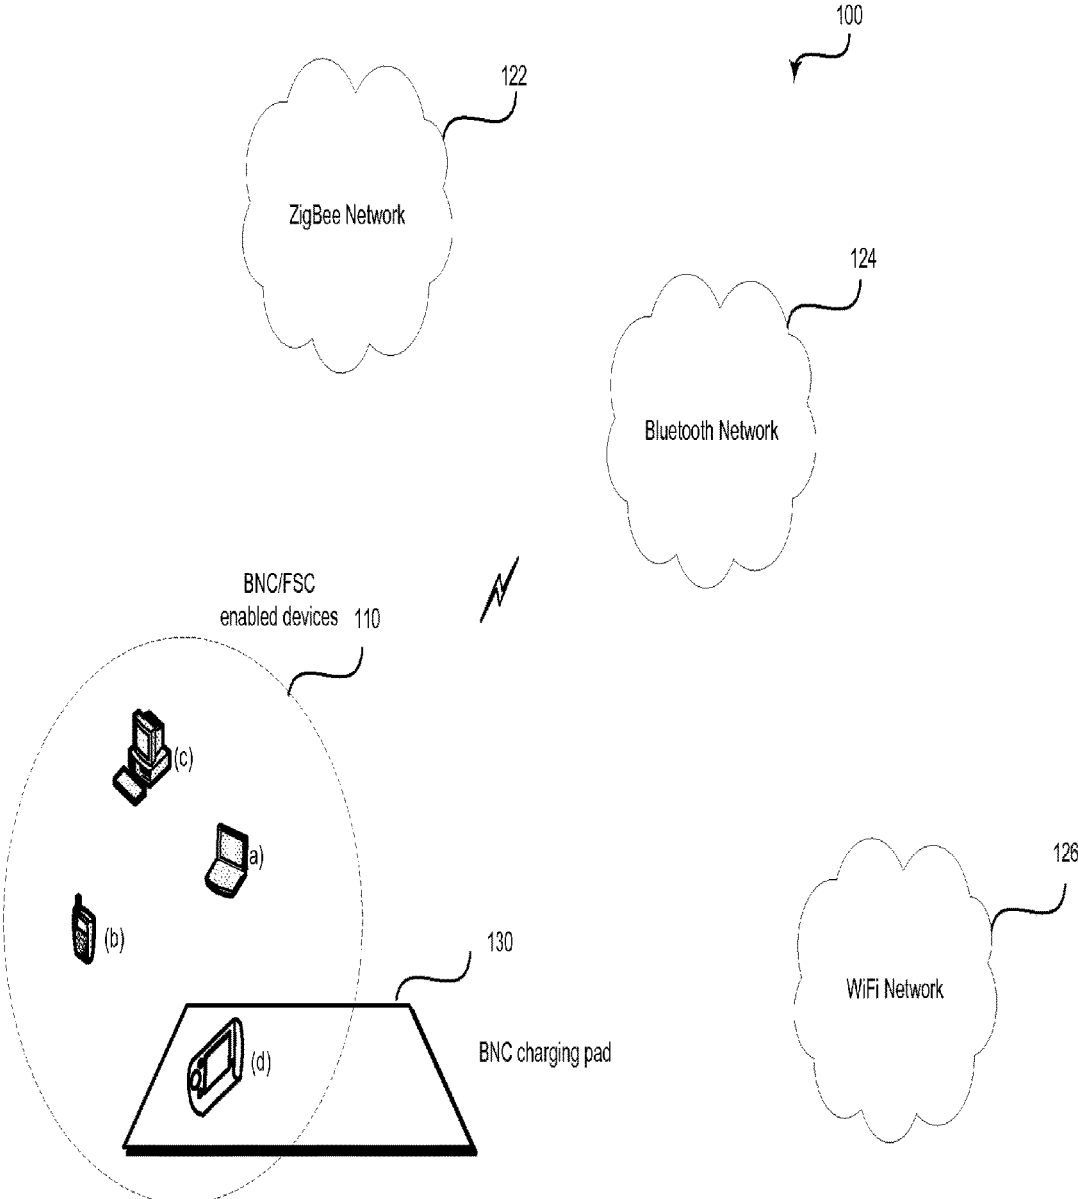 100
122
ZigBee Network
124
Bluetooth Network
BNC/FSC
enabled devices 110
(c)
a)
126
(b)
130
WiFi Network
BNC charging pad
(d)